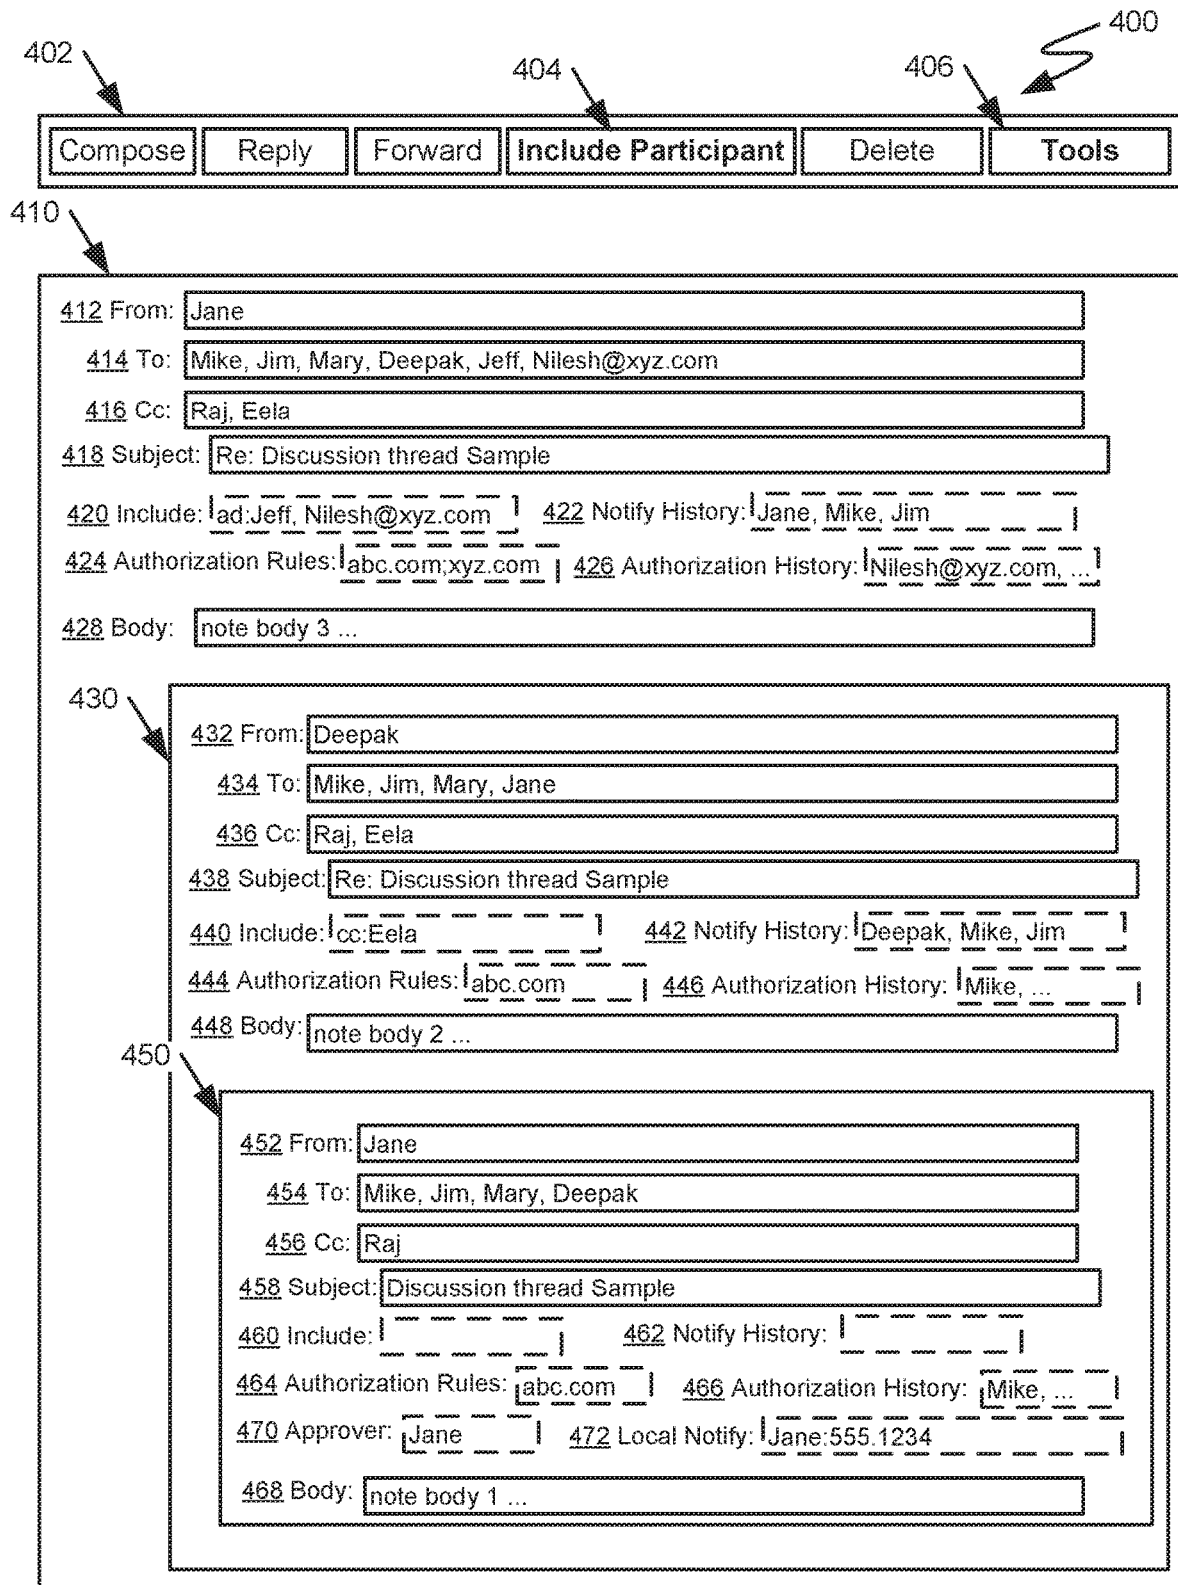 400
402
404
406
Compose Reply Forward Include Participant Delete Tools
410
412 From: Jane
414 To: Mike, Jim, Mary, Deepak, Jeff, Nilesh@xyz.com
416 Cc: Raj, Eela
418 Subject: Re: Discussion thread Sample
420 Include: ad:Jeff, Nilesh@xyz.com 422 Notify History: Jane, Mike, Jim
424 Authorization Rules: abc.com;xyz.com 426 Authorization History: Nilesh@xyz.com, ...
428 Body: note body 3 ...
430
432 From: Deepak
434 To: Mike, Jim, Mary, Jane
436 Cc: Raj, Eela
438 Subject: Re: Discussion thread Sample
440 Include: cc:Eela 442 Notify History: Deepak, Mike, Jim
444 Authorization Rules: abc.com 446 Authorization History: Mike, ...
448 Body: note body 2 ...
450
452 From: Jane
454 To: Mike, Jim, Mary, Deepak
456 Cc: Raj
458 Subject: Discussion thread Sample
460 Include: 462 Notify History:
464 Authorization Rules: abc.com 466 Authorization History: Mike, ...
470 Approver: Jane 472 Local Notify: Jane:555.1234
468 Body: note body 1 ...